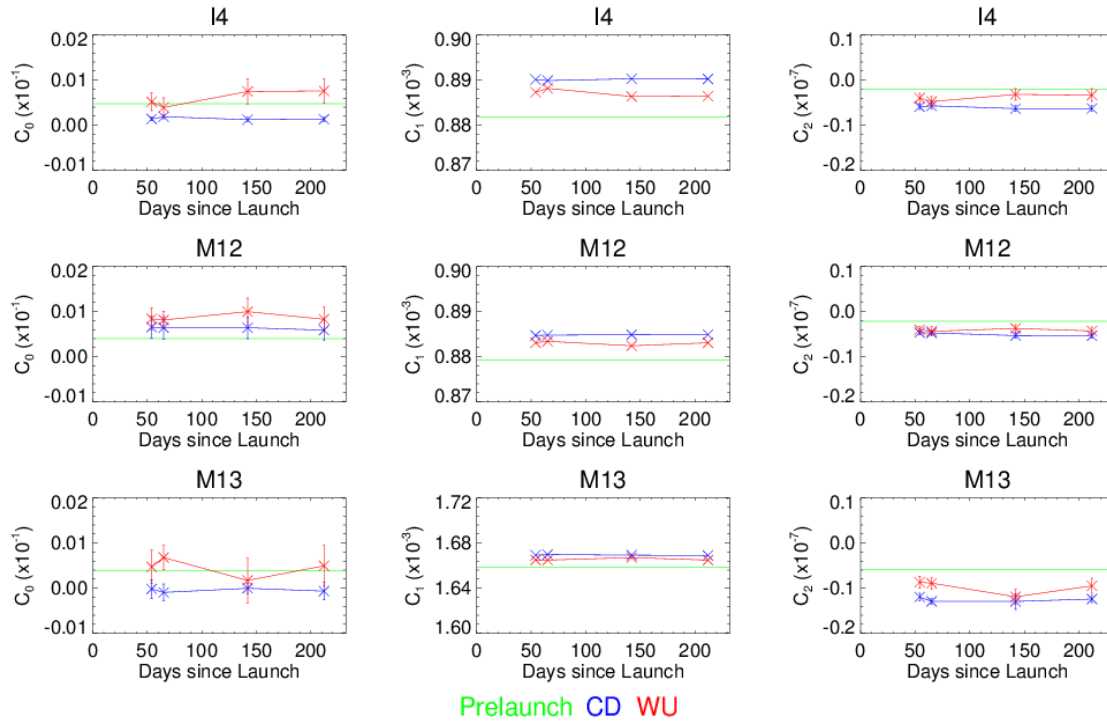 I4
I4
I4
0.02
0.01
0.00
-0.01
C0 (x10-1)
0 50 100 150 200
Days since Launch
0.90
0.89
0.88
0.87
C1 (x10-3)
0 50 100 150 200
Days since Launch
0.1
0.0
-0.1
-0.2
C2 (x10-7)
0 50 100 150 200
Days since Launch
M12
M12
M12
0.02
0.01
0.00
-0.01
C0 (x10-1)
0 50 100 150 200
Days since Launch
0.90
0.89
0.88
0.87
C1 (x10-3)
0 50 100 150 200
Days since Launch
0.1
0.0
-0.1
-0.2
C2 (x10-7)
0 50 100 150 200
Days since Launch
M13
M13
M13
0.02
0.01
0.00
-0.01
C0 (x10-1)
0 50 100 150 200
Days since Launch
1.72
1.68
1.64
1.60
C1 (x10-3)
0 50 100 150 200
Days since Launch
0.1
0.0
-0.1
-0.2
C2 (x10-7)
0 50 100 150 200
Days since Launch
Prelaunch CD WU